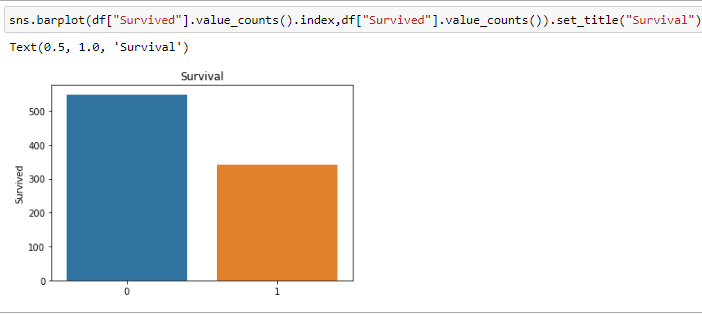 sns.barplot(df["Survived"].value_counts().index,df["Survived"].value_counts()).set_title("Survival")
Text(0.5, 1.0, 'Survival')
Survival
500
400
300
200
100
0
Survived
0 1